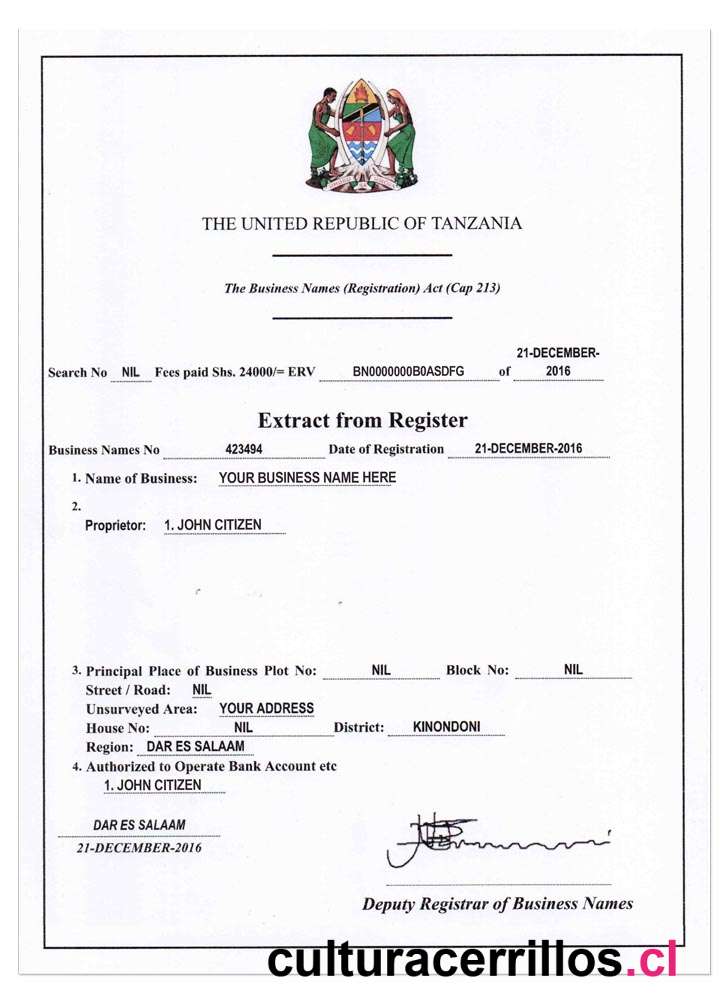 THE UNITED REPUBLIC OF TANZANIA
The Business Names (Registration) Act (Cap 213)
21-DECEMBER-
Search No NIL Fees paid Shs. 24000/= ERV BN0000000B0ASDFG of 2016
Extract from Register
Business Names No 423494 Date of Registration 21-DECEMBER-2016
1. Name of Business: YOUR BUSINESS NAME HERE
2.
Proprietor: 1. JOHN CITIZEN
3. Principal Place of Business Plot No: NIL Block No: NIL
Street / Road: NIL
Unsurveyed Area: YOUR ADDRESS
House No: NIL District: KINONDONI
Region: DAR ES SALAAM
4. Authorized to Operate Bank Account etc
1. JOHN CITIZEN
DAR ES SALAAM
21-DECEMBER-2016
Deputy Registrar of Business Names
culturacerrillos.cl